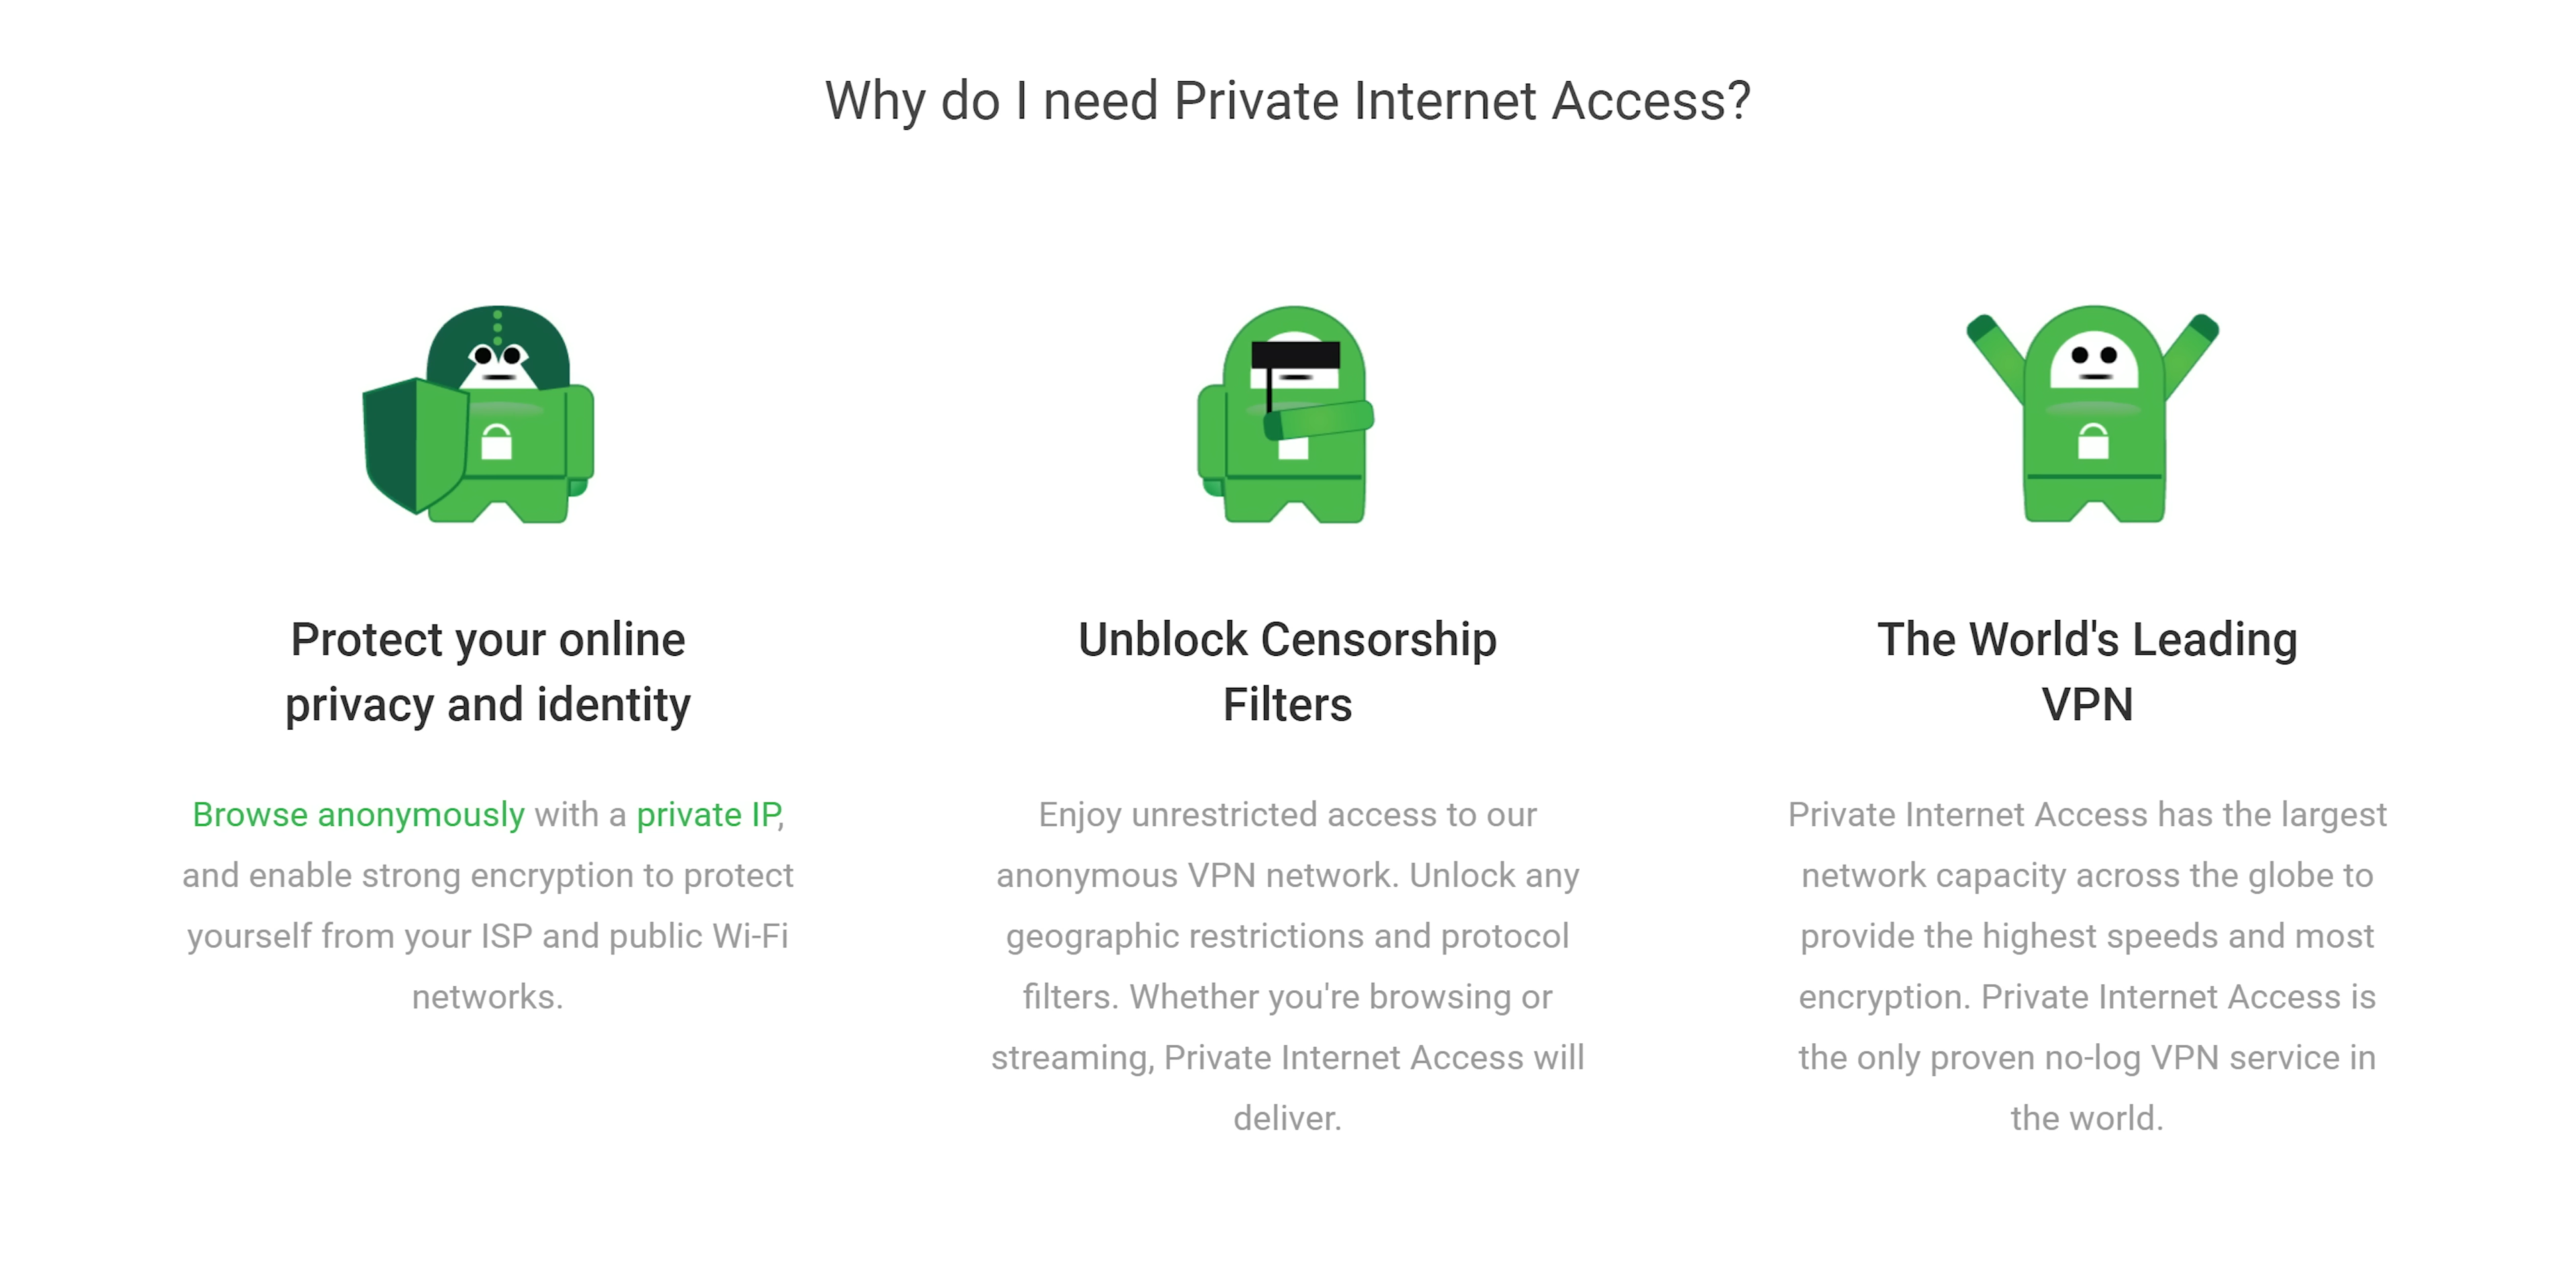 Why do I need Private Internet Access?
Protect your online
privacy and identity
Browse anonymously with a private IP,
and enable strong encryption to protect
yourself from your ISP and public Wi-Fi
networks.
Unblock Censorship
Filters
Enjoy unrestricted access to our
anonymous VPN network. Unlock any
geographic restrictions and protocol
filters. Whether you're browsing or
streaming, Private Internet Access will
deliver.
The World's Leading
VPN
Private Internet Access has the largest
network capacity across the globe to
provide the highest speeds and most
encryption. Private Internet Access is
the only proven no-log VPN service in
the world.